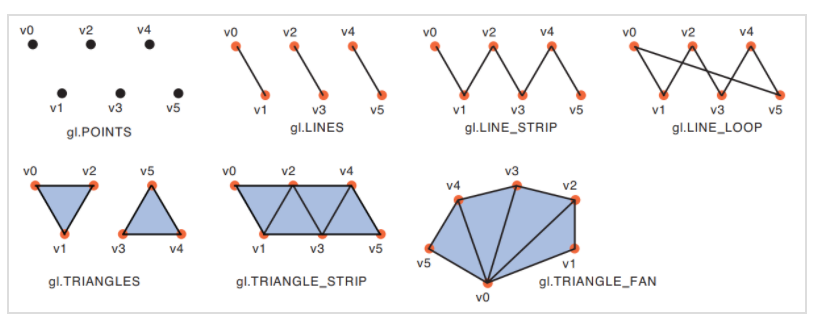 v0 v2 v4
v1 v3 v5
gl.POINTS
v0 v2 v4
v1 v3 v5
gl.LINES
v0 v2 v4
v1 v3 v5
gl.LINE_STRIP
v0 v2 v4
v1 v3 v5
gl.LINE_LOOP
v0 v2 v5
v1 v3 v4
gl.TRIANGLES
v0 v2 v4
v1 v3 v5
gl.TRIANGLE_STRIP
v3
v4 v2
v5 v1
v0
gl.TRIANGLE_FAN